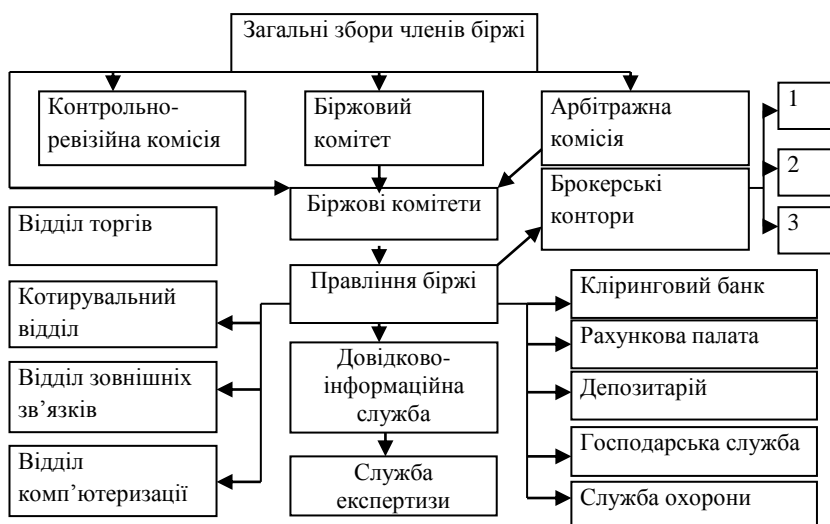 Загальні збори членів біржі
Контрольно-
ревізійна комісія
Біржовий
комітет
Арбітражна
комісія
1
2
3
Брокерські
контори
Біржові комітети
Відділ торгів
Правління біржі
Котирувальний
відділ
Відділ зовнішніх
зв’язків
Відділ
комп’ютеризації
Довідково-
інформаційна
служба
Служба
експертизи
Кліринговий банк
Рахункова палата
Депозитарій
Господарська служба
Служба охорони